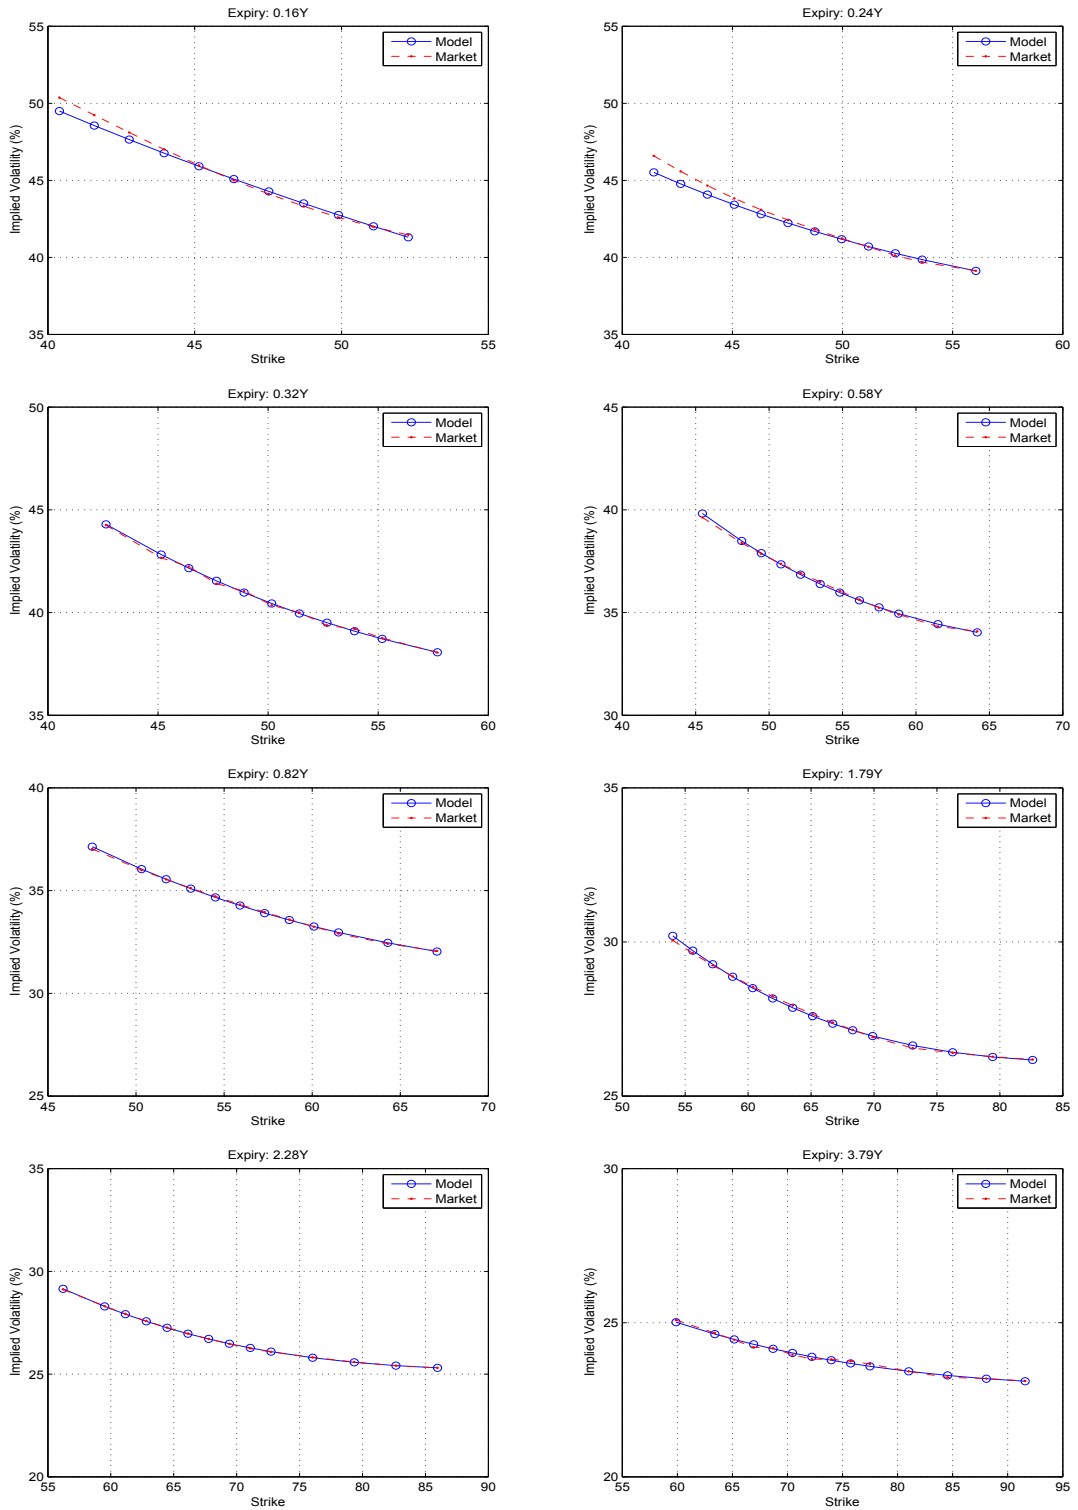 Expiry: 0.16Y
Implied Volatility (%)
55
50
45
40
35
Model
Market
40 45 50 55
Strike
Expiry: 0.24Y
Implied Volatility (%)
55
50
45
40
35
Model
Market
40 45 50 55 60
Strike
Expiry: 0.32Y
Implied Volatility (%)
50
45
40
35
Model
Market
40 45 50 55 60
Strike
Expiry: 0.58Y
Implied Volatility (%)
45
40
35
30
Model
Market
40 45 50 55 60 65 70
Strike
Expiry: 0.82Y
Implied Volatility (%)
40
35
30
25
Model
Market
45 50 55 60 65 70
Strike
Expiry: 1.79Y
Implied Volatility (%)
35
30
25
Model
Market
50 55 60 65 70 75 80 85
Strike
Expiry: 2.28Y
Implied Volatility (%)
35
30
25
20
Model
Market
55 60 65 70 75 80 85 90
Strike
Expiry: 3.79Y
Implied Volatility (%)
30
25
20
Model
Market
55 60 65 70 75 80 85 90 95
Strike